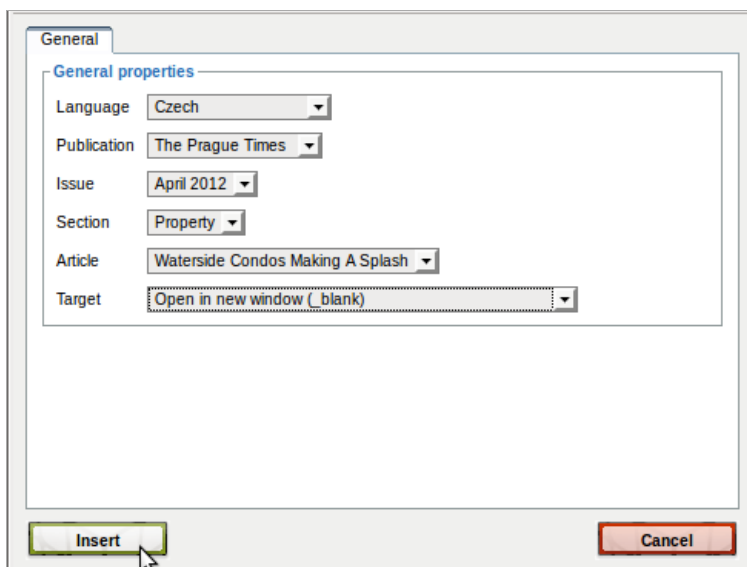 General
General properties
Language Czech
Publication The Prague Times
Issue April 2012
Section Property
Article Waterside Condos Making A Splash
Target Open in new window (_blank)
Insert Cancel